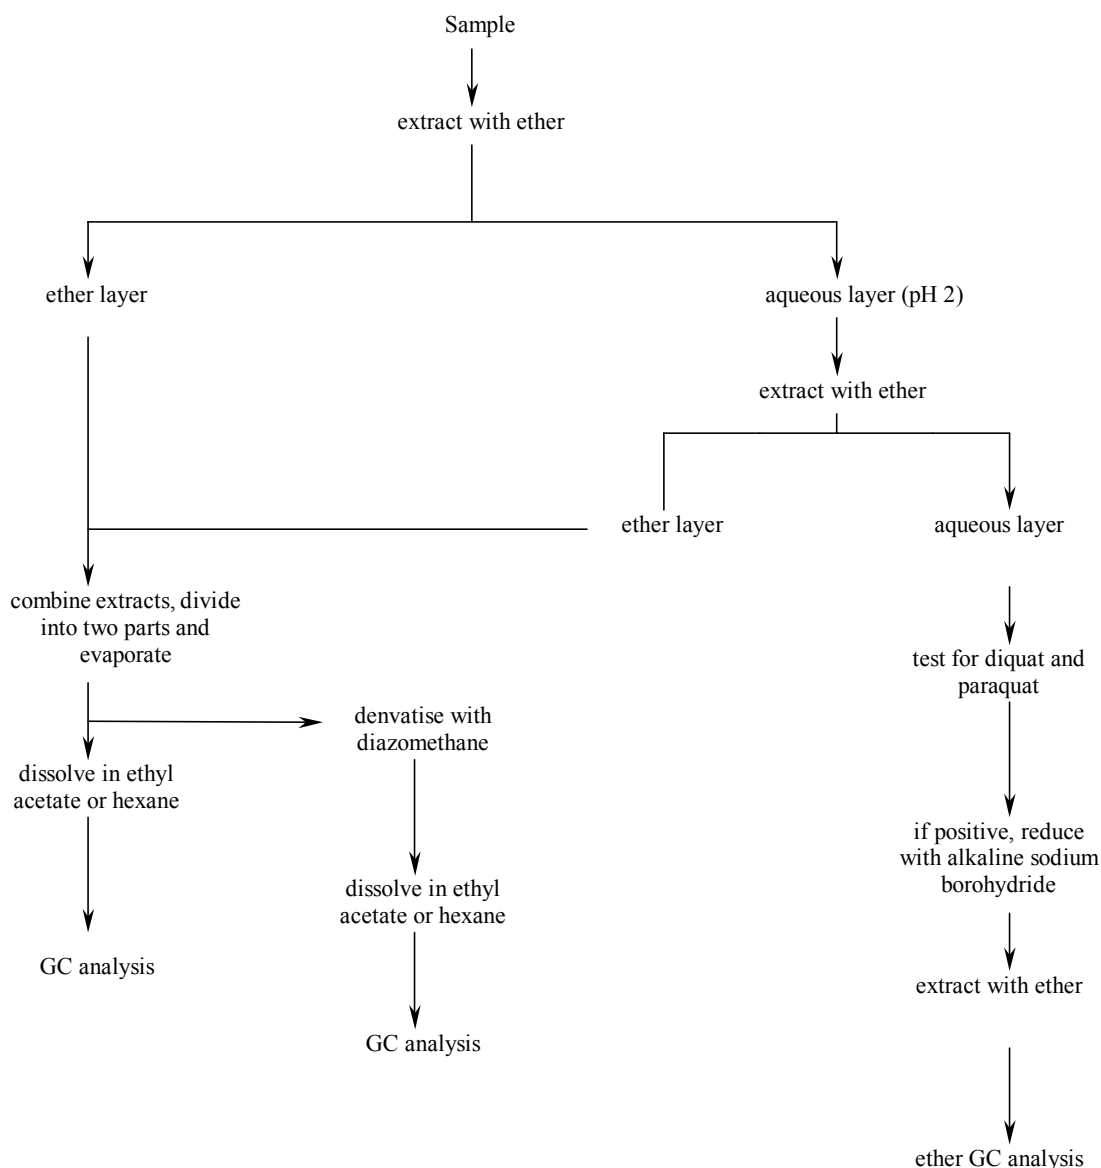 Sample
extract with ether
ether layer
aqueous layer (pH 2)
extract with ether
ether layer
aqueous layer
combine extracts, divide
into two parts and
evaporate
test for diquat and
paraquat
denvatise with
diazomethane
dissolve in ethyl
acetate or hexane
if positive, reduce
with alkaline sodium
borohydride
dissolve in ethyl
acetate or hexane
GC analysis
extract with ether
GC analysis
ether GC analysis